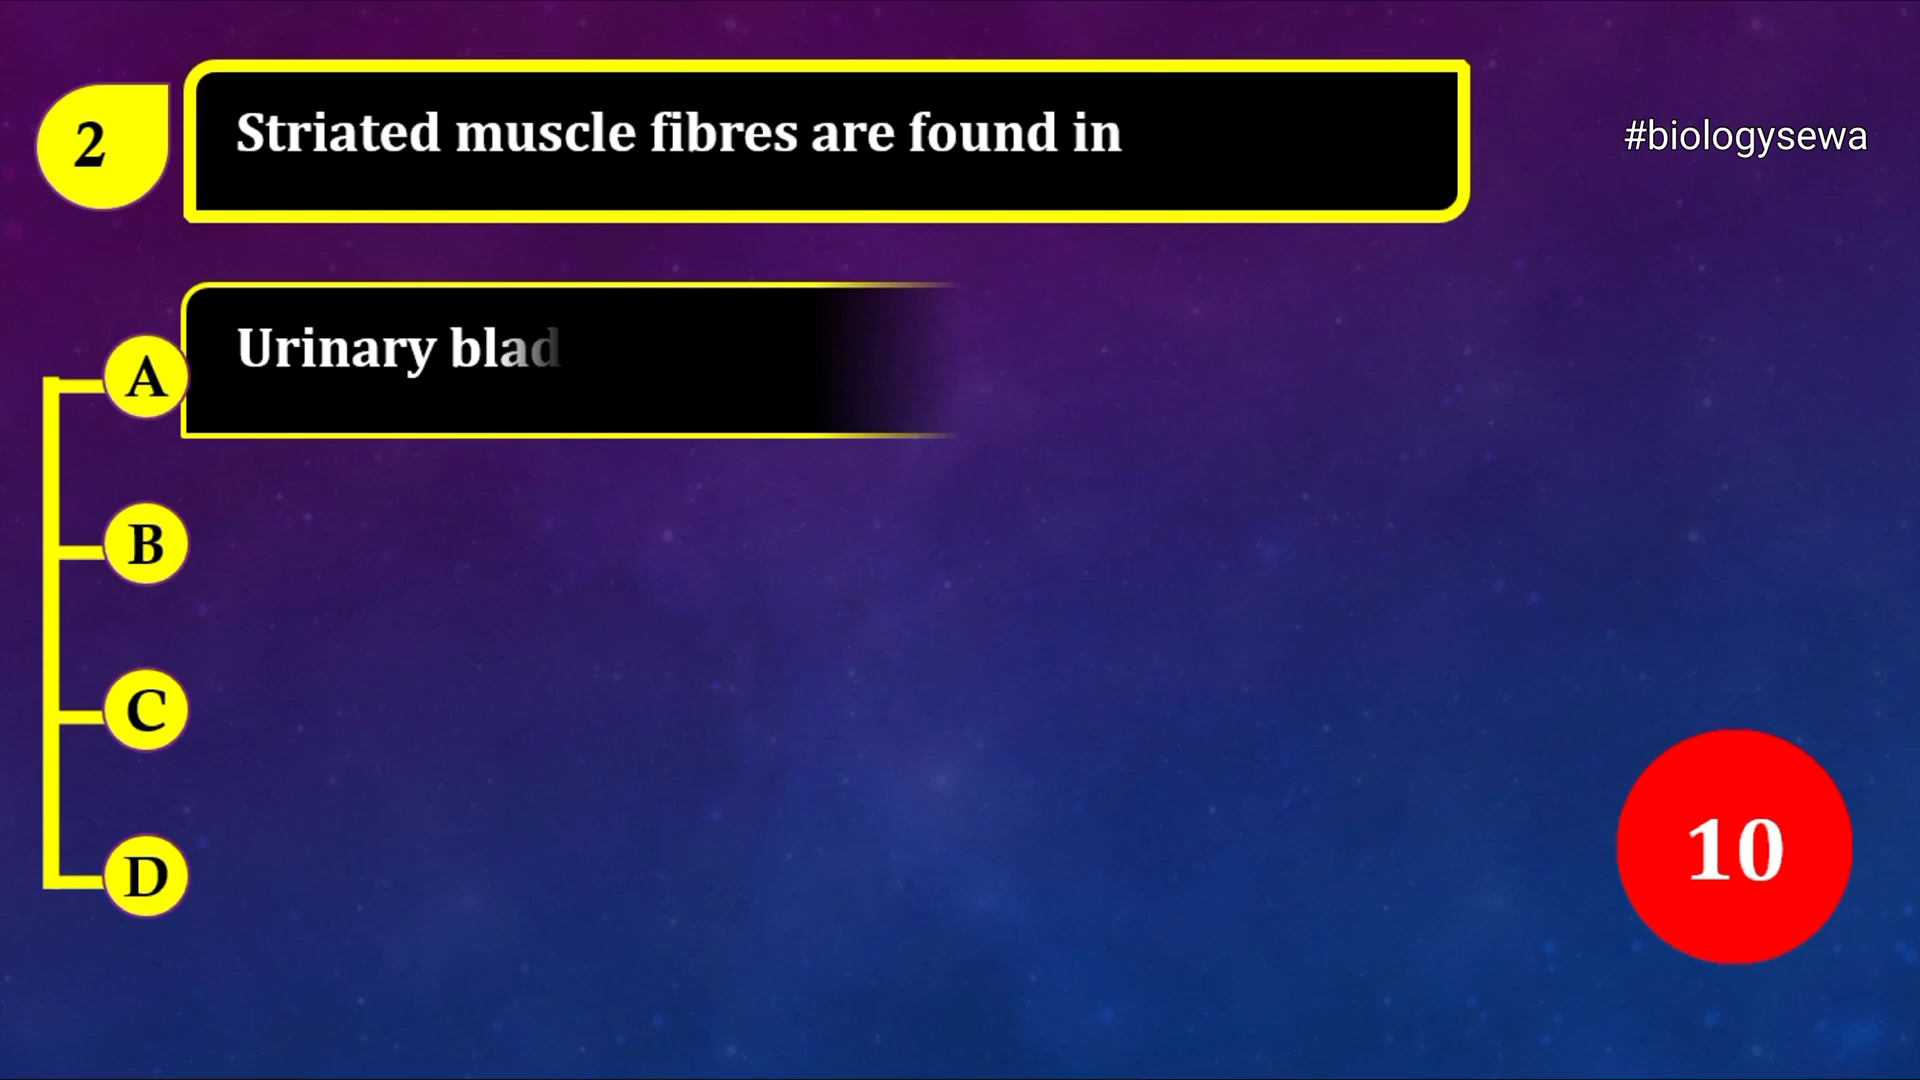 2
Striated muscle fibres are found in
#biologysewa
A
Urinary blad
B
C
D
10